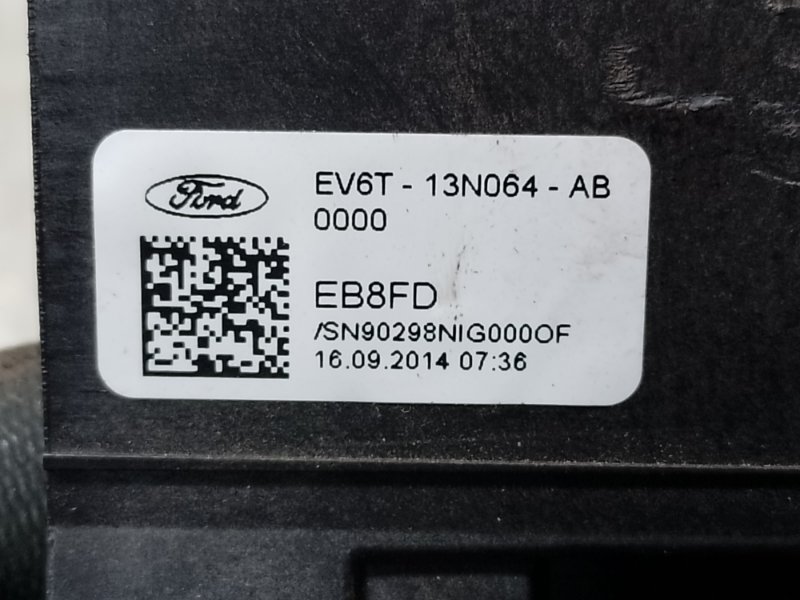 Ford
EV6T - 13N064 - AB
0000
EB8FD
/SN90298NIG000OF
16.09.2014 07:36